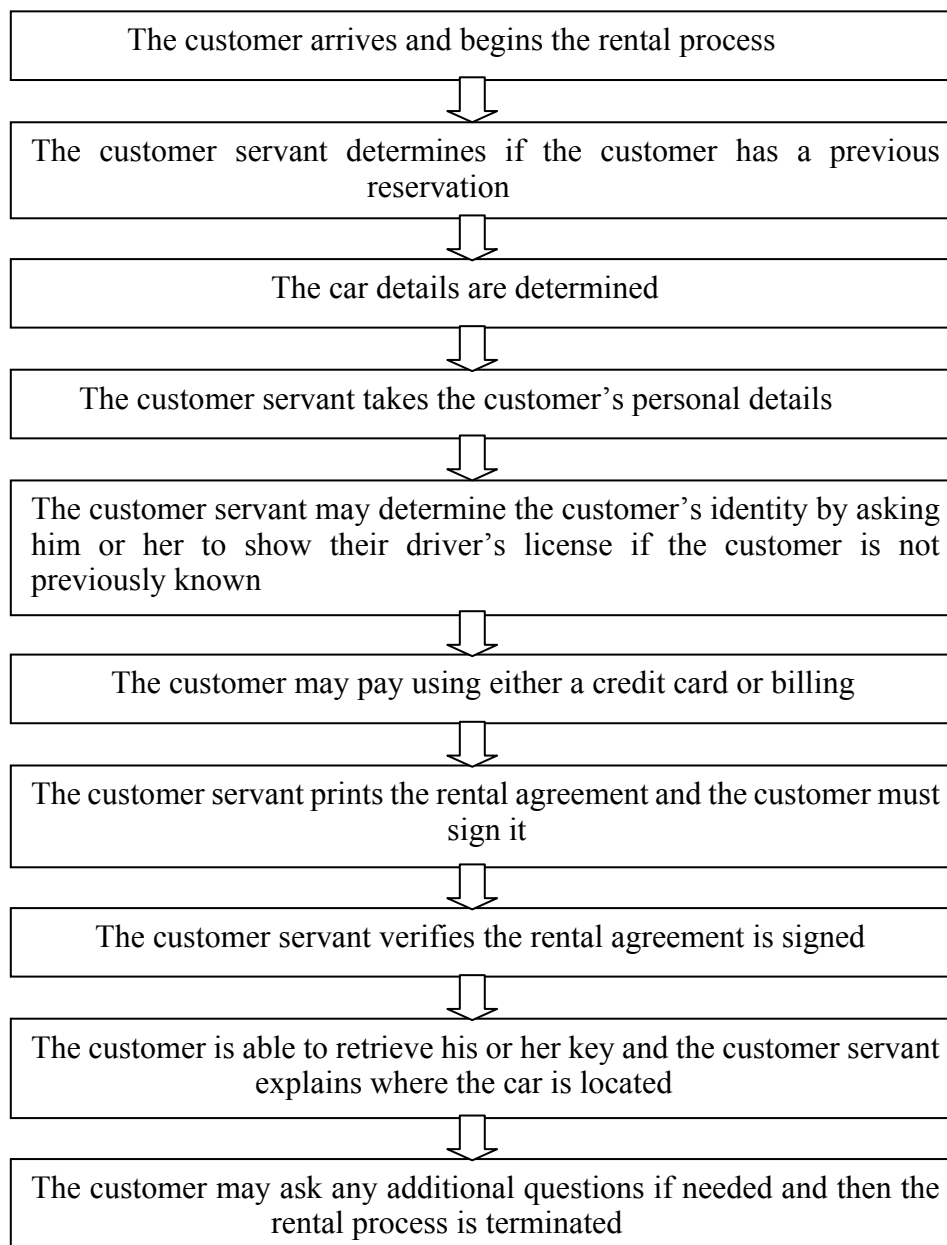 The customer arrives and begins the rental process
The customer servant determines if the customer has a previous
reservation
The car details are determined
The customer servant takes the customer’s personal details
The customer servant may determine the customer’s identity by asking
him or her to show their driver’s license if the customer is not
previously known
The customer may pay using either a credit card or billing
The customer servant prints the rental agreement and the customer must
sign it
The customer servant verifies the rental agreement is signed
The customer is able to retrieve his or her key and the customer servant
explains where the car is located
The customer may ask any additional questions if needed and then the
rental process is terminated